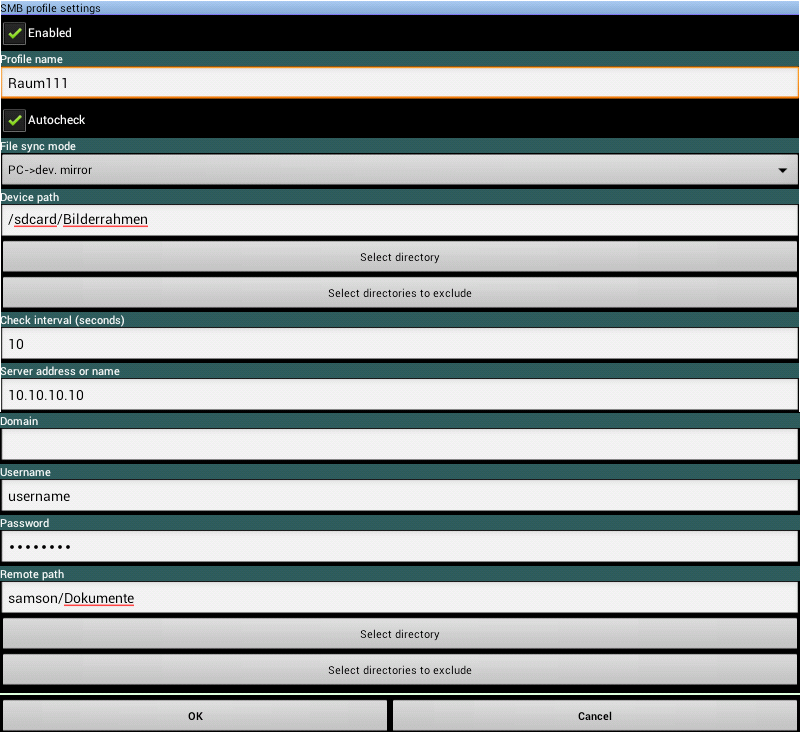 SMB profile settings
Enabled
Profile name
Raum111
Autocheck
File sync mode
PC->dev. mirror
Device path
/sdcard/Bilderrahmen
Select directory
Select directories to exclude
Check interval (seconds)
10
Server address or name
10.10.10.10
Domain
Username
username
Password
••••••••
Remote path
samson/Dokumente
Select directory
Select directories to exclude
OK
Cancel